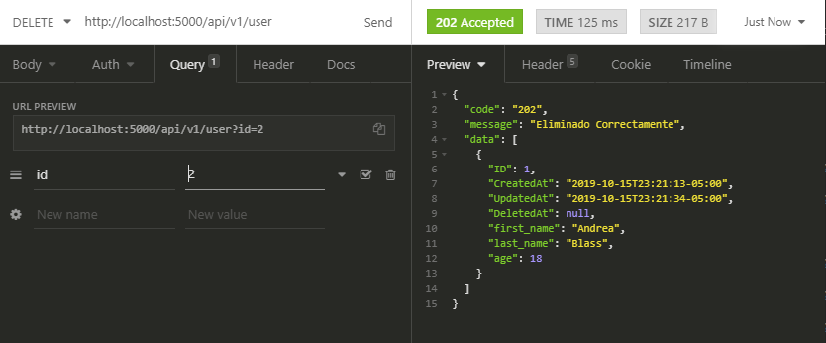 DELETE http://localhost:5000/api/v1/user Send
202 Accepted TIME 125 ms SIZE 217 B Just Now
Body Auth Query 1 Header Docs
Preview Header 5 Cookie Timeline
URL PREVIEW
http://localhost:5000/api/v1/user?id=2
id 2
New name New value
1 {
2 "code": "202",
3 "message": "Eliminado Correctamente",
4 "data": [
5 {
6 "ID": 1,
7 "CreatedAt": "2019-10-15T23:21:13-05:00",
8 "UpdatedAt": "2019-10-15T23:21:34-05:00",
9 "DeletedAt": null,
10 "first_name": "Andrea",
11 "last_name": "Blass",
12 "age": 18
13 }
14 ]
15 }